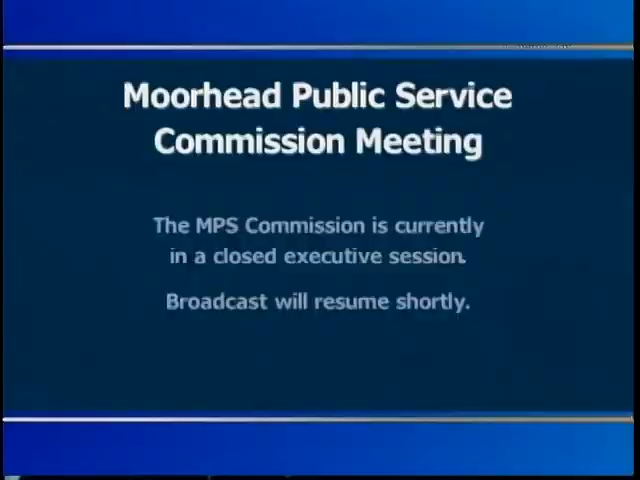 Moorhead Public Service
Commission Meeting
The MPS Commission is currently
in a closed executive session.
Broadcast will resume shortly.